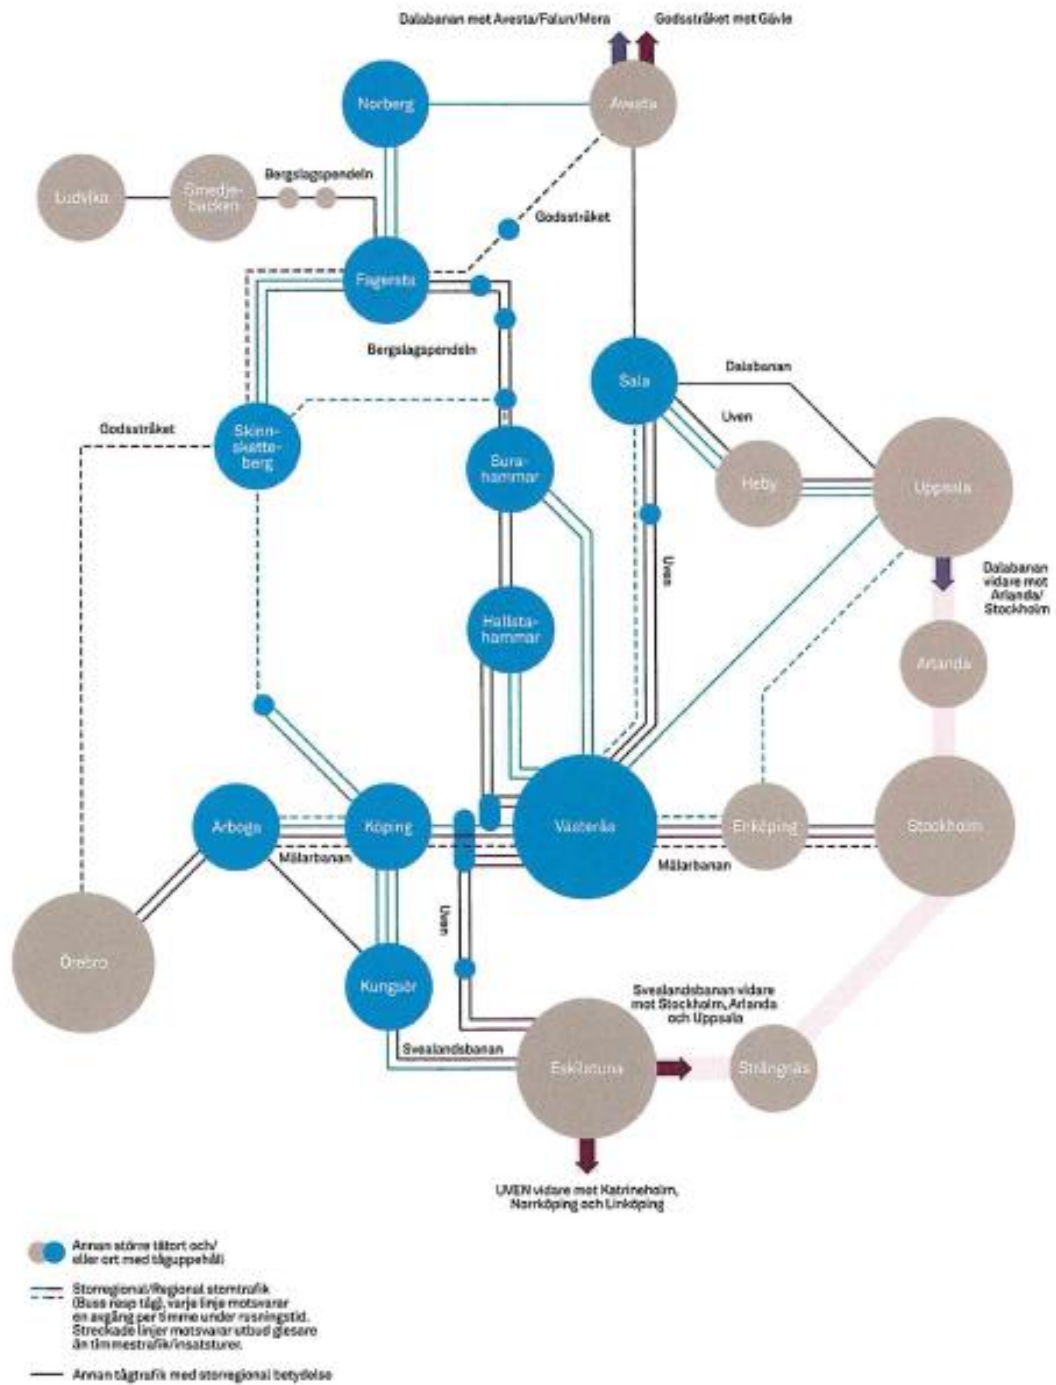 Dalabanan mot Avesta/Falun/Mora
Godsstråket mot Gävle
Norberg
Avesta
Ludvika
Smedje-
backen
Bergslagspendeln
Godsstråket
Fagersta
Bergslagspendeln
Sala
Dalabanan
Uven
Godsstråket
Skinn-
skatte-
berg
Sura-
hammar
Heby
Uppsala
Uven
Dalabanan
vidare mot
Arlanda/
Stockholm
Hallsta-
hammar
Arlanda
Arboga
Köping
Västerås
Enköping
Stockholm
Mälarbanan
Mälarbanan
Uven
Örebro
Kungsör
Svealandsbanan vidare
mot Stockholm, Arlanda
och Uppsala
Svealandsbanan
Eskilstuna
Strängnäs
UVEN vidare mot Katrineholm,
Norrköping och Linköping
Annan större tätort och/
eller ort med tåguppehåll
Storregional/Regional stomtrafik
(Buss resp tåg), varje linje motsvarar
en avgång per timme under rusningstid.
Streckade linjer motsvarar utbud glesare
än timmestrafik/insatsturer.
Annan tågtrafik med storregional betydelse